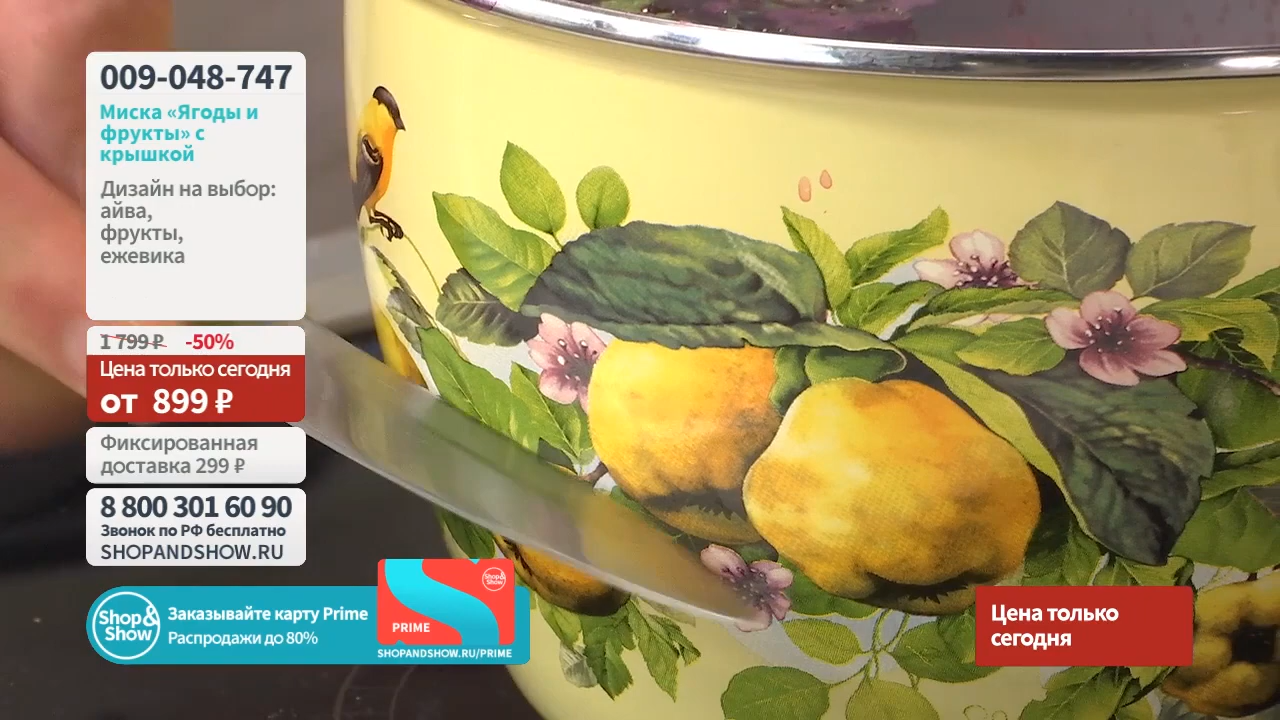 009-048-747
Миска «Ягоды и
фрукты» с
крышкой
Дизайн на выбор:
айва,
фрукты,
ежевика
1 799 ₽ -50%
Цена только сегодня
от 899 ₽
Фиксированная
доставка 299 ₽
8 800 301 60 90
Звонок по РФ бесплатно
SHOPANDSHOW.RU
Shop&
Show
Заказывайте карту Prime
Распродажи до 80%
Shop&
Show
PRIME
SHOPANDSHOW.RU/PRIME
Цена только
сегодня